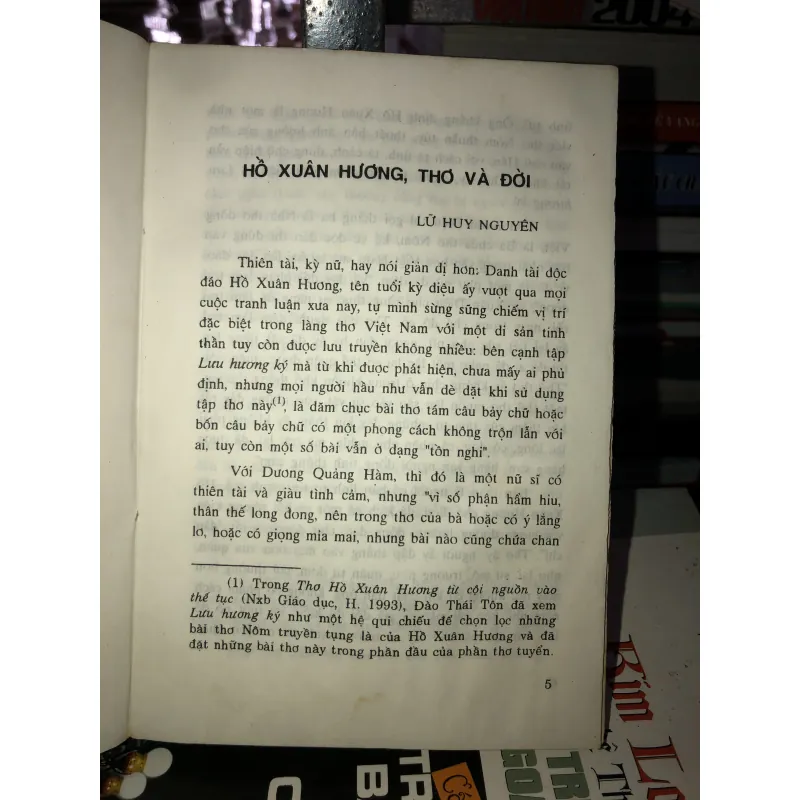 HỒ XUÂN HƯƠNG, THƠ VÀ ĐỜI
LỮ HUY NGUYÊN
Thiên tài, kỳ nữ, hay nói giản dị hơn: Danh tài độc
đáo Hồ Xuân Hương, tên tuổi kỳ diệu ấy vượt qua mọi
cuộc tranh luận xưa nay, tự mình sừng sững chiếm vị trí
đặc biệt trong làng thơ Việt Nam với một di sản tinh
thần tuy còn được lưu truyền không nhiều: bên cạnh tập
Lưu hương ký mà từ khi được phát hiện, chưa mấy ai phủ
định, nhưng mọi người hầu như vẫn dè dặt khi sử dụng
tập thơ này(1), là dăm chục bài thơ tám câu bảy chữ hoặc
bốn câu bảy chữ có một phong cách không trộn lẫn với
ai, tuy còn một số bài vẫn ở dạng "tồn nghi".
Với Dương Quảng Hàm, thì đó là một nữ sĩ có
thiên tài và giàu tình cảm, nhưng "vì số phận hẩm hiu,
thân thế long đong, nên trong thơ của bà hoặc có ý lẳng
lơ, hoặc có giọng mỉa mai, nhưng bài nào cũng chứa chan
(1) Trong Thơ Hồ Xuân Hương từ cội nguồn vào
thế tục (Nxb Giáo dục, H. 1993), Đào Thái Tôn đã xem
Lưu hương ký như một hệ qui chiếu để chọn lọc những
bài thơ Nôm truyền tụng là của Hồ Xuân Hương và đã
đặt những bài thơ này trong phần đầu của phần thơ tuyển.
5
2004